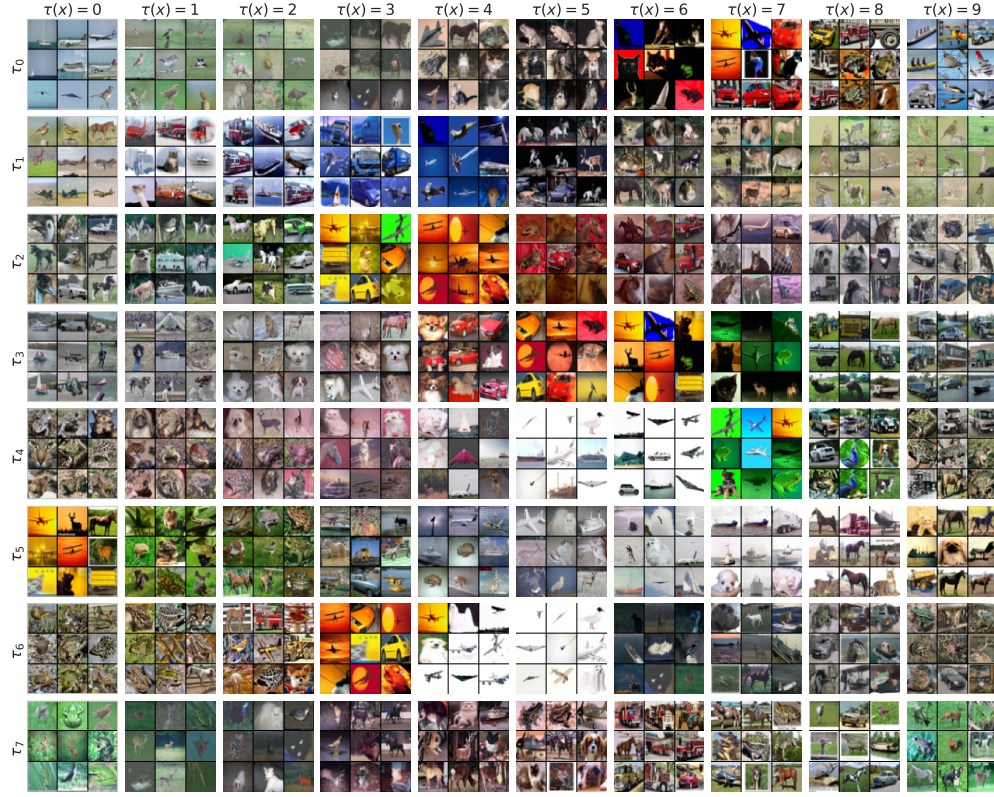 τ(x) = 0 τ(x) = 1 τ(x) = 2 τ(x) = 3 τ(x) = 4 τ(x) = 5 τ(x) = 6 τ(x) = 7 τ(x) = 8 τ(x) = 9
τ₀
τ₁
τ₂
τ₃
τ₄
τ₅
τ₆
τ₇